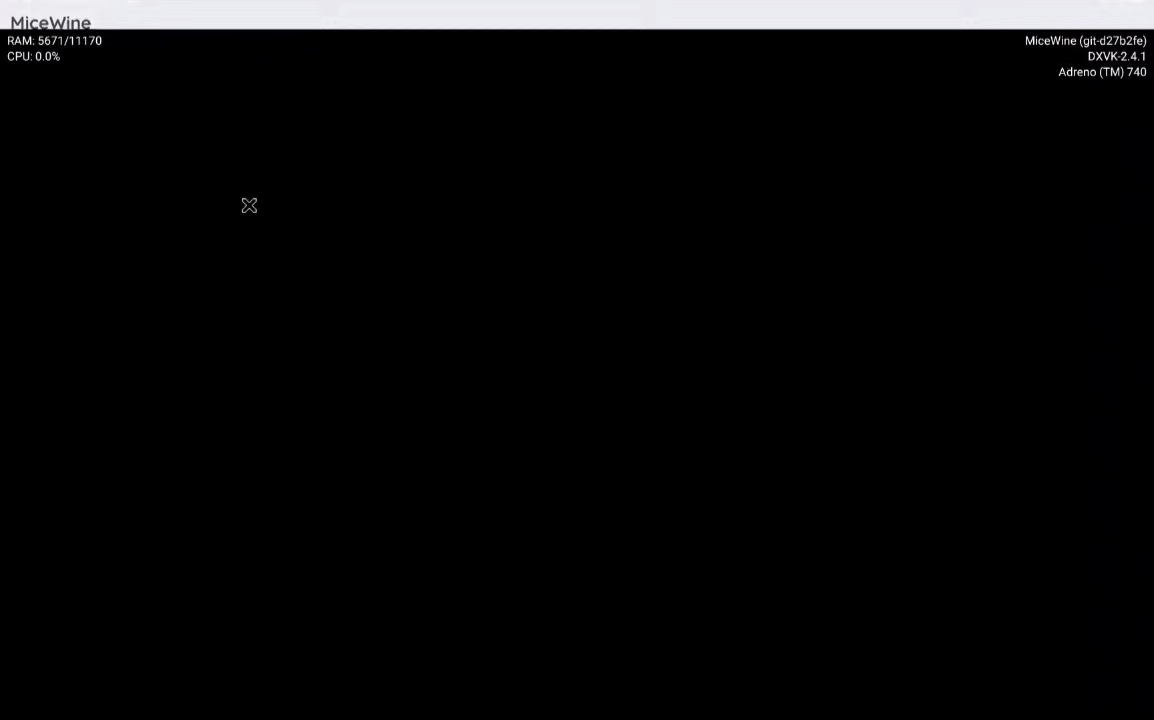 MiceWine
RAM: 5671/11170
CPU: 0.0%
MiceWine (git-d27b2fe)
DXVK-2.4.1
Adreno (TM) 740